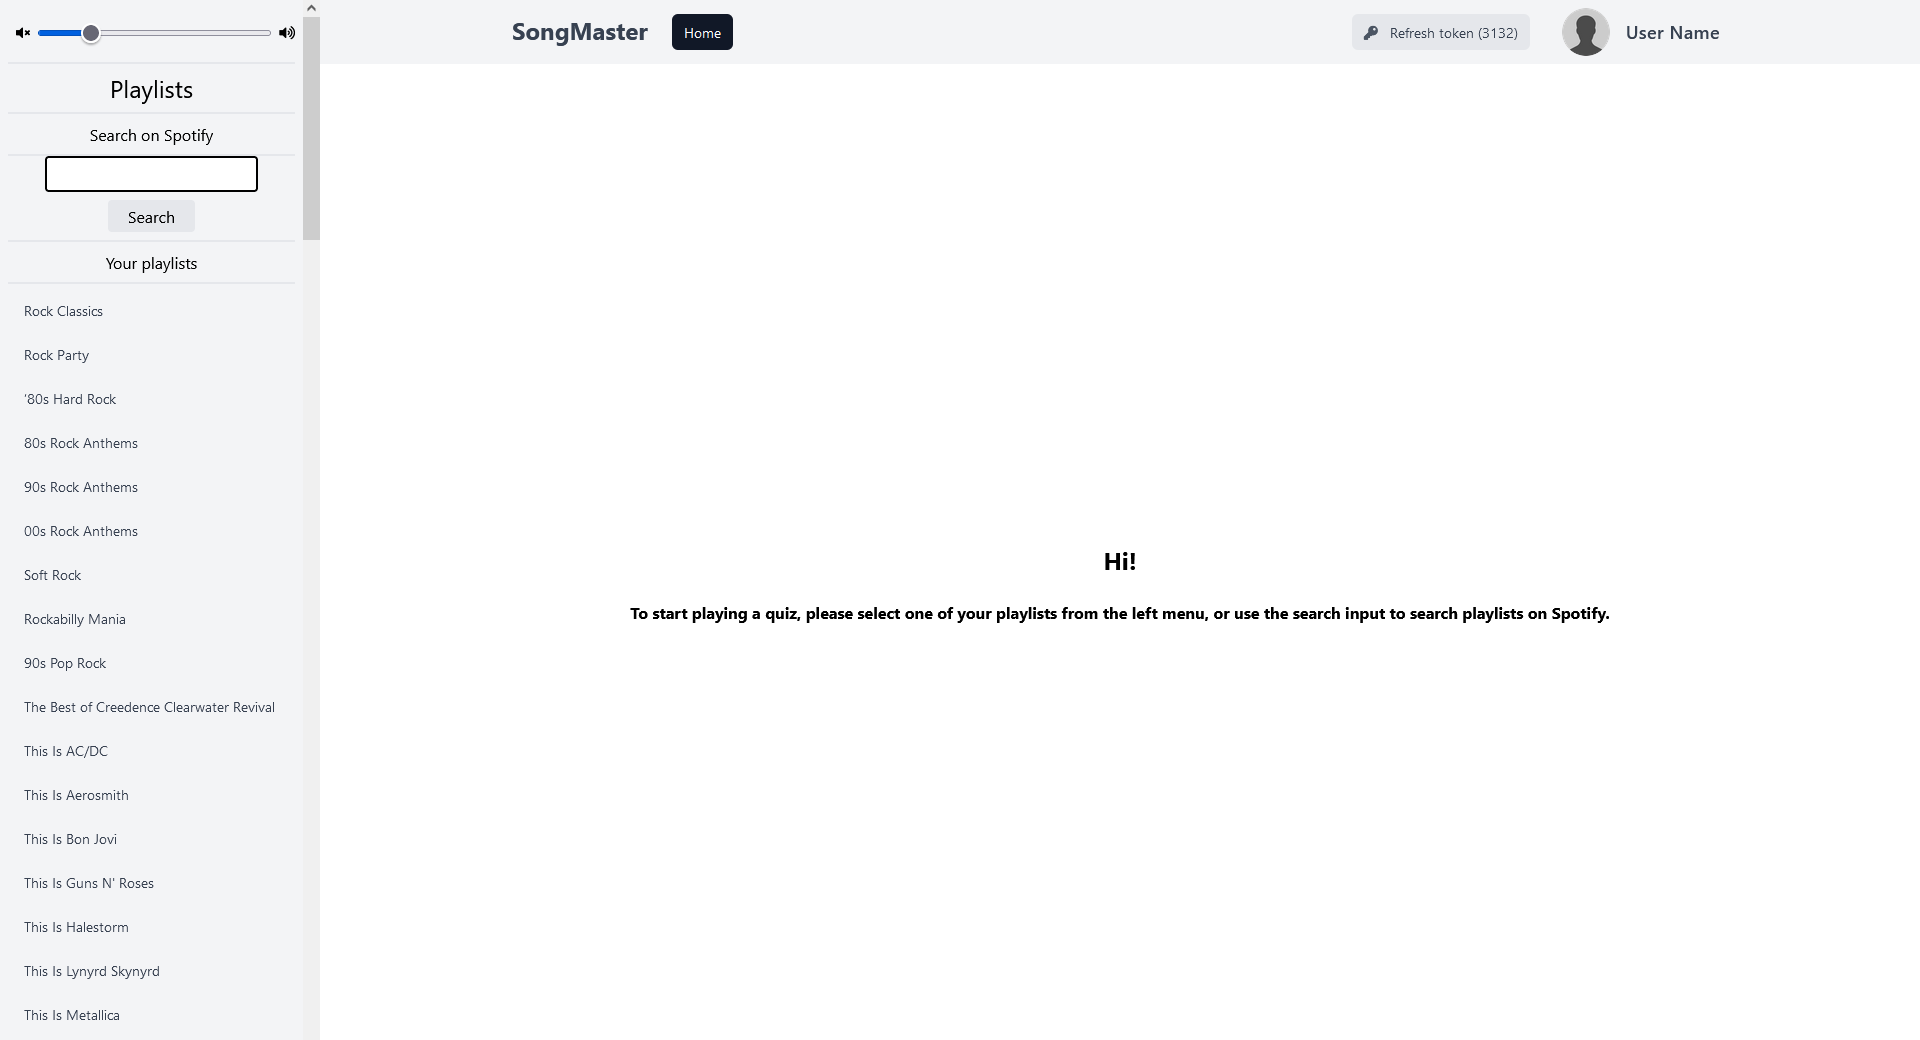 SongMaster
Home
Refresh token (3132)
User Name
Playlists
Search on Spotify
Search
Your playlists
Rock Classics
Rock Party
'80s Hard Rock
80s Rock Anthems
90s Rock Anthems
00s Rock Anthems
Soft Rock
Rockabilly Mania
90s Pop Rock
The Best of Creedence Clearwater Revival
This Is AC/DC
This Is Aerosmith
This Is Bon Jovi
This Is Guns N' Roses
This Is Halestorm
This Is Lynyrd Skynyrd
This Is Metallica
Hi!
To start playing a quiz, please select one of your playlists from the left menu, or use the search input to search playlists on Spotify.